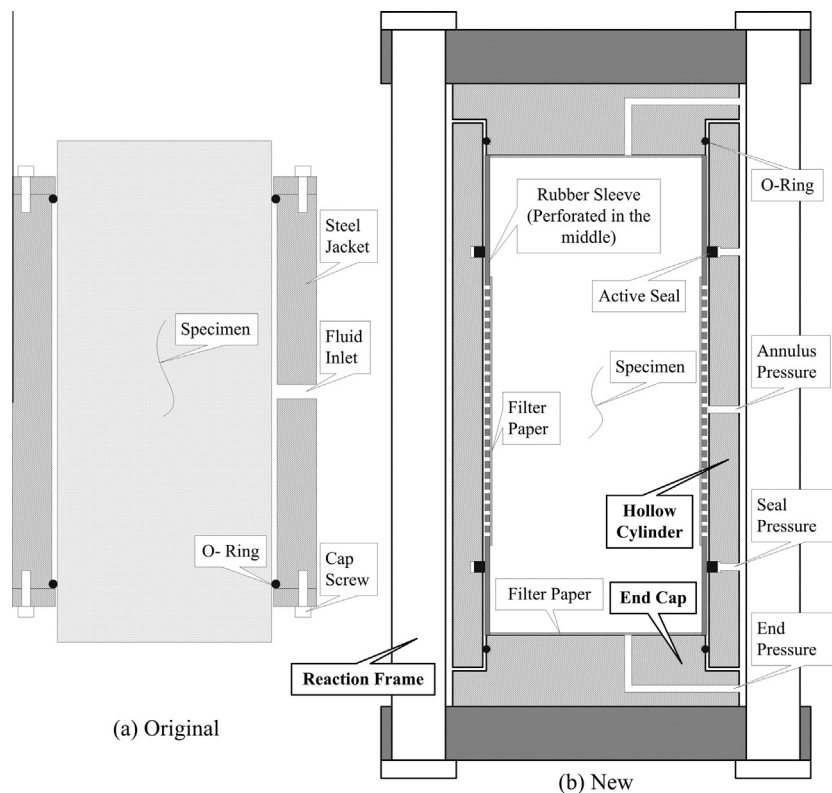 Steel
Jacket
Specimen
Fluid
Inlet
O- Ring
Cap
Screw
(a) Original
Rubber Sleeve
(Perforated in the
middle)
O-Ring
Active Seal
Annulus
Pressure
Specimen
Filter
Paper
Hollow
Cylinder
Seal
Pressure
Filter Paper
End Cap
End
Pressure
Reaction Frame
(b) New